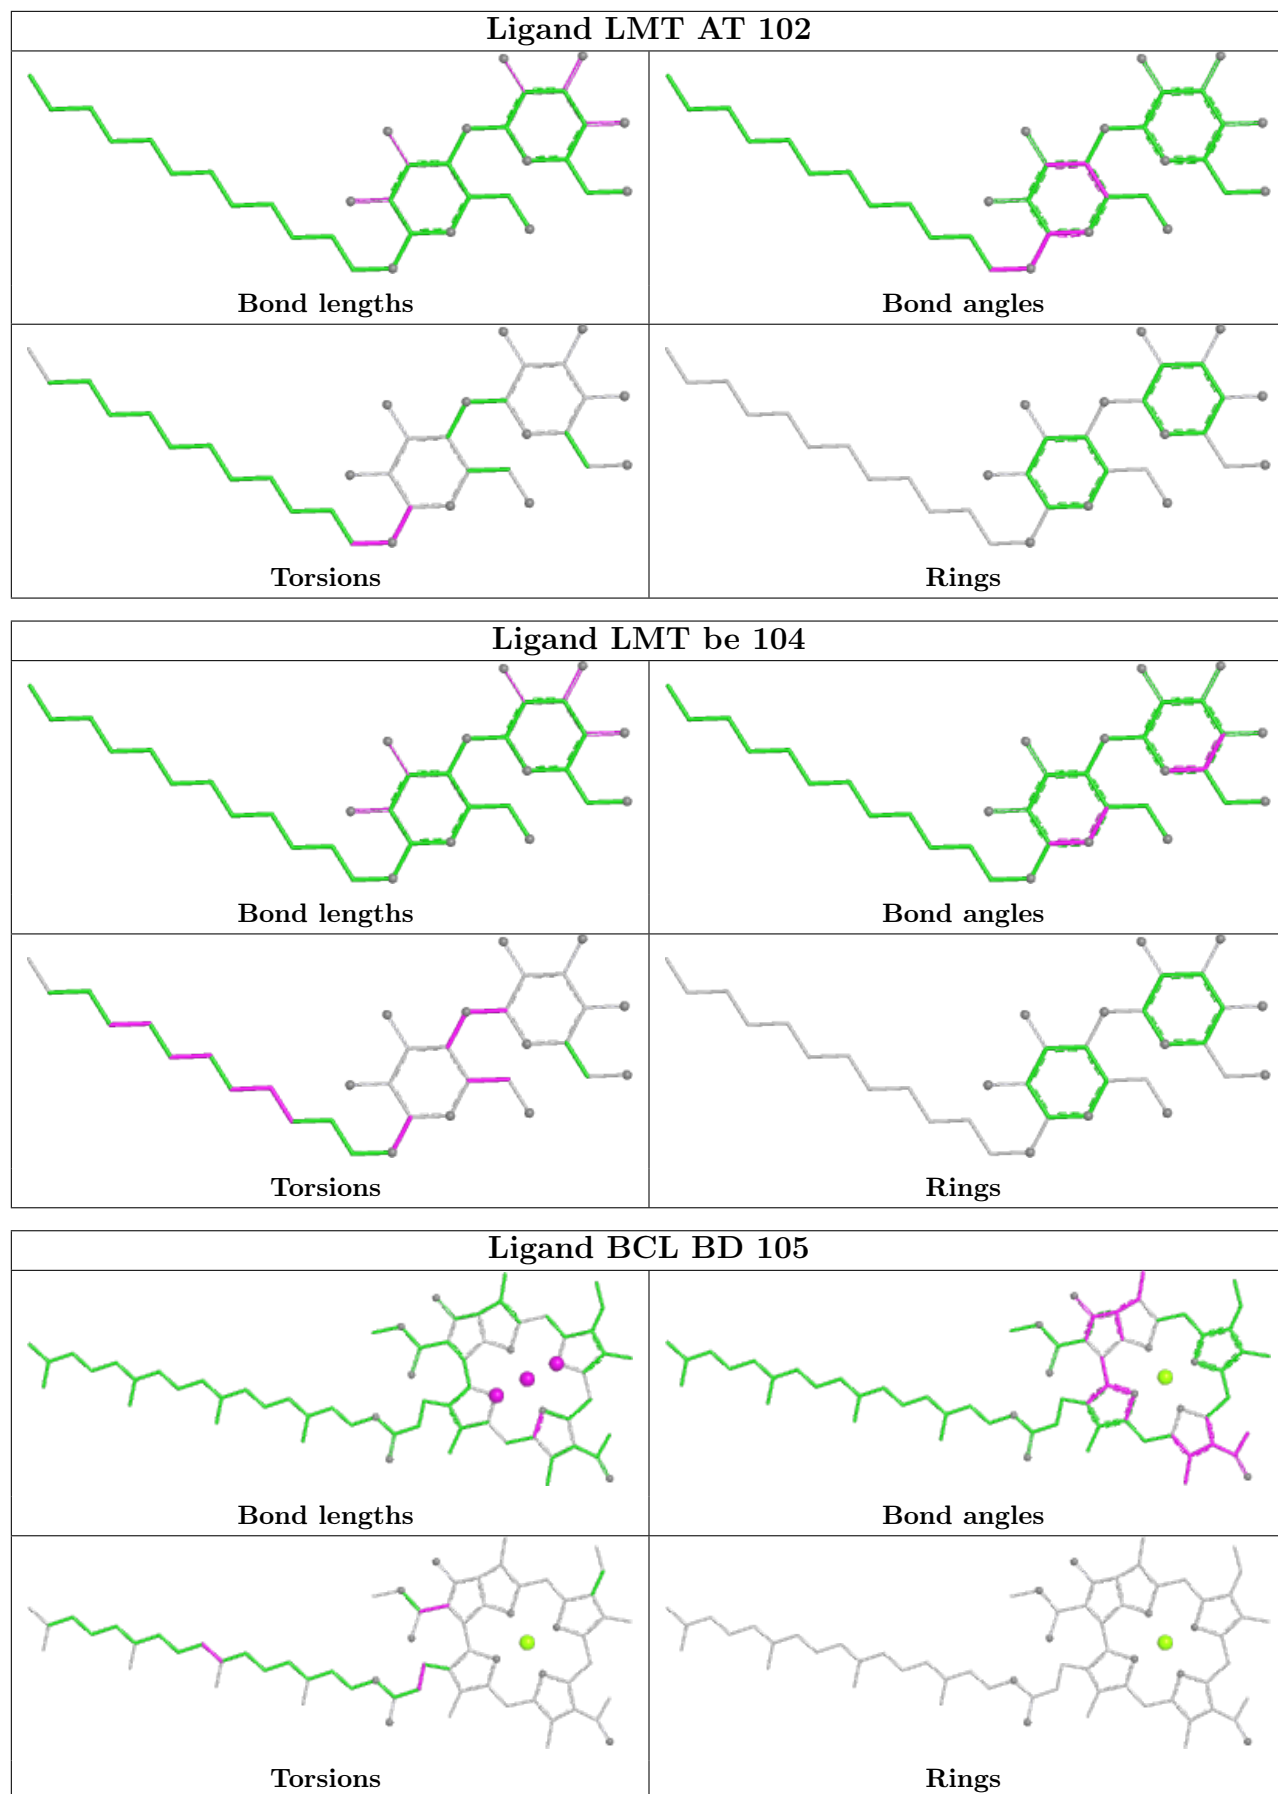 Ligand LMT AT 102
Bond lengths
Bond angles
Torsions
Rings
Ligand LMT be 104
Bond lengths
Bond angles
Torsions
Rings
Ligand BCL BD 105
Bond lengths
Bond angles
Torsions
Rings